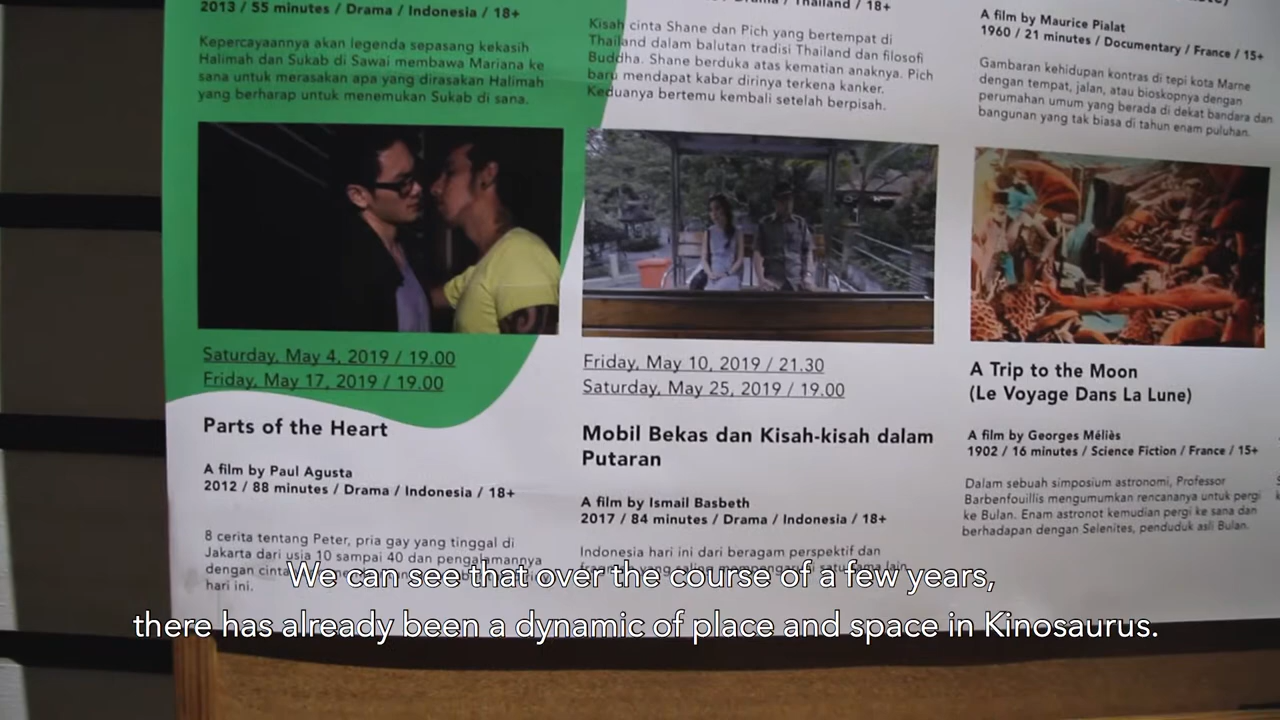 2013 / 55 minutes / Drama / Indonesia / 18+
Kepercayaannya akan legenda sepasang kekasih
Halimah dan Sukab di Sawai membawa Mariana ke
sana untuk merasakan apa yang dirasakan Halimah
yang berharap untuk menemukan Sukab di sana.
Saturday, May 4, 2019 / 19.00
Friday, May 17, 2019 / 19.00
Parts of the Heart
A film by Paul Agusta
2012 / 88 minutes / Drama / Indonesia / 18+
8 cerita tentang Peter, pria gay yang tinggal di
Jakarta dari usia 10 sampai 40 dan pengalamannya
dengan cinta
hari ini.
Thailand / 18+
Kisah cinta Shane dan Pich yang bertempat di
Thailand dalam balutan tradisi Thailand dan filosofi
Buddha. Shane berduka atas kematian anaknya. Pich
baru mendapat kabar dirinya terkena kanker.
Keduanya bertemu kembali setelah berpisah.
Friday, May 10, 2019 / 21.30
Saturday, May 25, 2019 / 19.00
Mobil Bekas dan Kisah-kisah dalam
Putaran
A film by Ismail Basbeth
2017 / 84 minutes / Drama / Indonesia / 18+
Indonesia hari ini dari beragam perspektif dan
yang saling mempengaruhi satu sama lain.
A film by Maurice Pialat
1960 / 21 minutes / Documentary / France / 15+
Gambaran kehidupan kontras di tepi kota Marne
dengan tempat, jalan, atau bioskopnya dengan
perumahan umum yang berada di dekat bandara dan
bangunan yang tak biasa di tahun enam puluhan.
A Trip to the Moon
(Le Voyage Dans La Lune)
A film by Georges Méliès
1902 / 16 minutes / Science Fiction / France / 15+
Dalam sebuah simposium astronomi, Professor
Barbenfouillis mengumumkan rencananya untuk pergi
ke Bulan. Enam astronot kemudian pergi ke sana dan
berhadapan dengan Selenites, penduduk asli Bulan.
We can see that over the course of a few years,
there has already been a dynamic of place and space in Kinosaurus.